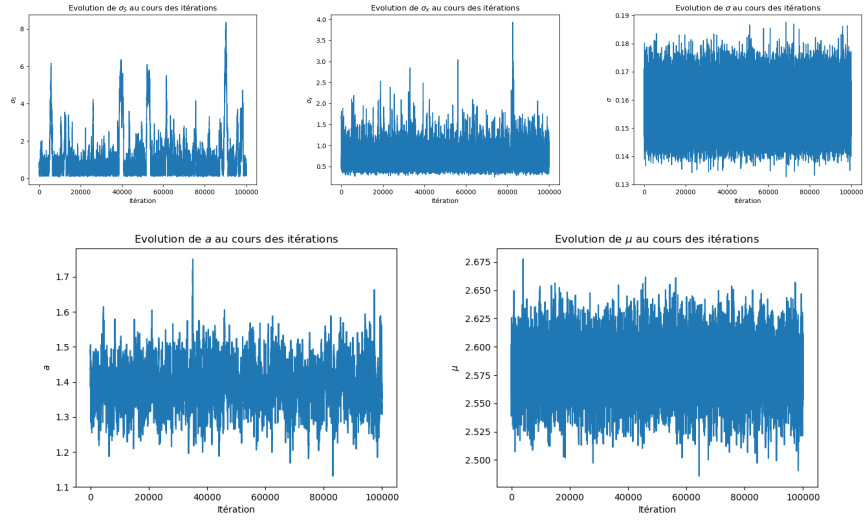 Evolution de σS au cours des itérations
σS
8
6
4
2
0
0 20000 40000 60000 80000 100000
Itération
Evolution de σx au cours des itérations
σx
4.0
3.5
3.0
2.5
2.0
1.5
1.0
0.5
0 20000 40000 60000 80000 100000
Itération
Evolution de σ au cours des itérations
σ
0.19
0.18
0.17
0.16
0.15
0.14
0.13
0 20000 40000 60000 80000 100000
Itération
Evolution de a au cours des itérations
a
1.7
1.6
1.5
1.4
1.3
1.2
1.1
0 20000 40000 60000 80000 100000
Itération
Evolution de μ au cours des itérations
μ
2.675
2.650
2.625
2.600
2.575
2.550
2.525
2.500
0 20000 40000 60000 80000 100000
Itération